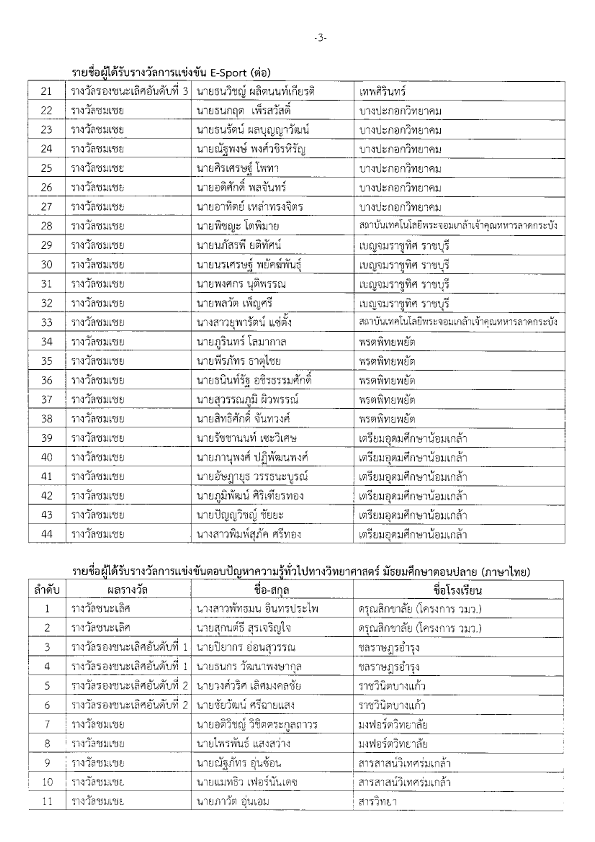 -3-
รายชื่อผู้ได้รับรางวัลการแข่งขัน E-Sport (ต่อ)
21 รางวัลรองชนะเลิศอันดับที่ 3 นายธนวิชญ์ ผลิตนนท์เกียรติ เทพศิรินทร์
22 รางวัลชมเชย นายธนกฤต เพ็รสวัสดิ์ บางปะกอกวิทยาคม
23 รางวัลชมเชย นายธนรัตน์ ผลบุญญาวัฒน์ บางปะกอกวิทยาคม
24 รางวัลชมเชย นายณัฐพงษ์ พงศ์วชิรหิรัญ บางปะกอกวิทยาคม
25 รางวัลชมเชย นายศิรเศรษฐ์ โพทา บางปะกอกวิทยาคม
26 รางวัลชมเชย นายอติศักดิ์ พลจันทร์ บางปะกอกวิทยาคม
27 รางวัลชมเชย นายอาทิตย์ เหล่าทรงจิตร บางปะกอกวิทยาคม
28 รางวัลชมเชย นายพิชญะ โตพิมาย สถาบันเทคโนโลยีพระจอมเกล้าเจ้าคุณทหารลาดกระบัง
29 รางวัลชมเชย นายนภัสรพี ยติทัศน์ เบญจมราชูทิศ ราชบุรี
30 รางวัลชมเชย นายนรเศรษฐ์ พยัคฆ์พันธุ์ เบญจมราชูทิศ ราชบุรี
31 รางวัลชมเชย นายพงศกร นุติพรรณ เบญจมราชูทิศ ราชบุรี
32 รางวัลชมเชย นายพลวัต เพ็ญศรี เบญจมราชูทิศ ราชบุรี
33 รางวัลชมเชย นางสาวยุพารัตน์ แซ่ตั้ง สถาบันเทคโนโลยีพระจอมเกล้าเจ้าคุณทหารลาดกระบัง
34 รางวัลชมเชย นายภูรินทร์ โลมากาล พรตพิทยพยัต
35 รางวัลชมเชย นายพีรภัทร ธาตุไชย พรตพิทยพยัต
36 รางวัลชมเชย นายธนินท์รัฐ อชิรธรรมศักดิ์ พรตพิทยพยัต
37 รางวัลชมเชย นายสุวรรณภูมิ ผิวพรรณ์ พรตพิทยพยัต
38 รางวัลชมเชย นายสิทธิศักดิ์ จันทวงศ์ พรตพิทยพยัต
39 รางวัลชมเชย นายรัชชานนท์ เซะวิเศษ เตรียมอุดมศึกษาน้อมเกล้า
40 รางวัลชมเชย นายภานุพงศ์ ปฏิพัฒนพงศ์ เตรียมอุดมศึกษาน้อมเกล้า
41 รางวัลชมเชย นายอัษฎายุธ วรรธนะบูรณ์ เตรียมอุดมศึกษาน้อมเกล้า
42 รางวัลชมเชย นายภูมิพัฒน์ ศิริเฑียรทอง เตรียมอุดมศึกษาน้อมเกล้า
43 รางวัลชมเชย นายปัญญวิชญ์ ชัยยะ เตรียมอุดมศึกษาน้อมเกล้า
44 รางวัลชมเชย นางสาวพิมพ์สุภัค ศรีทอง เตรียมอุดมศึกษาน้อมเกล้า
รายชื่อผู้ได้รับรางวัลการแข่งขันตอบปัญหาความรู้ทั่วไปทางวิทยาศาสตร์ มัธยมศึกษาตอนปลาย (ภาษาไทย)
ลำดับ ผลรางวัล ชื่อ-สกุล ชื่อโรงเรียน
1 รางวัลชนะเลิศ นางสาวพัทธมน อินทรประไพ ดรุณสิกขาลัย (โครงการ วมว.)
2 รางวัลชนะเลิศ นายสุกนต์ธี สุรเจริญใจ ดรุณสิกขาลัย (โครงการ วมว.)
3 รางวัลรองชนะเลิศอันดับที่ 1 นายปิยากร อ่อนสุวรรณ ชลราษฎรอำรุง
4 รางวัลรองชนะเลิศอันดับที่ 1 นายธนกร วัฒนาพงษากุล ชลราษฎรอำรุง
5 รางวัลรองชนะเลิศอันดับที่ 2 นายวงศ์วริศ เลิศมงคลชัย ราชวินิตบางแก้ว
6 รางวัลรองชนะเลิศอันดับที่ 2 นายชัยวัฒน์ ศรีฉายแสง ราชวินิตบางแก้ว
7 รางวัลชมเชย นายอติวิชญ์ วิชิตตระกูลถาวร มงฟอร์ตวิทยาลัย
8 รางวัลชมเชย นายไพรพันธ์ แสงสว่าง มงฟอร์ตวิทยาลัย
9 รางวัลชมเชย นายณัฐภัทร อุ่นซ้อน สารสาสน์วิเทศร่มเกล้า
10 รางวัลชมเชย นายแมทธิว เฟอร์นันเดช สารสาสน์วิเทศร่มเกล้า
11 รางวัลชมเชย นายภาวัต อุ่นเอม สารวิทยา